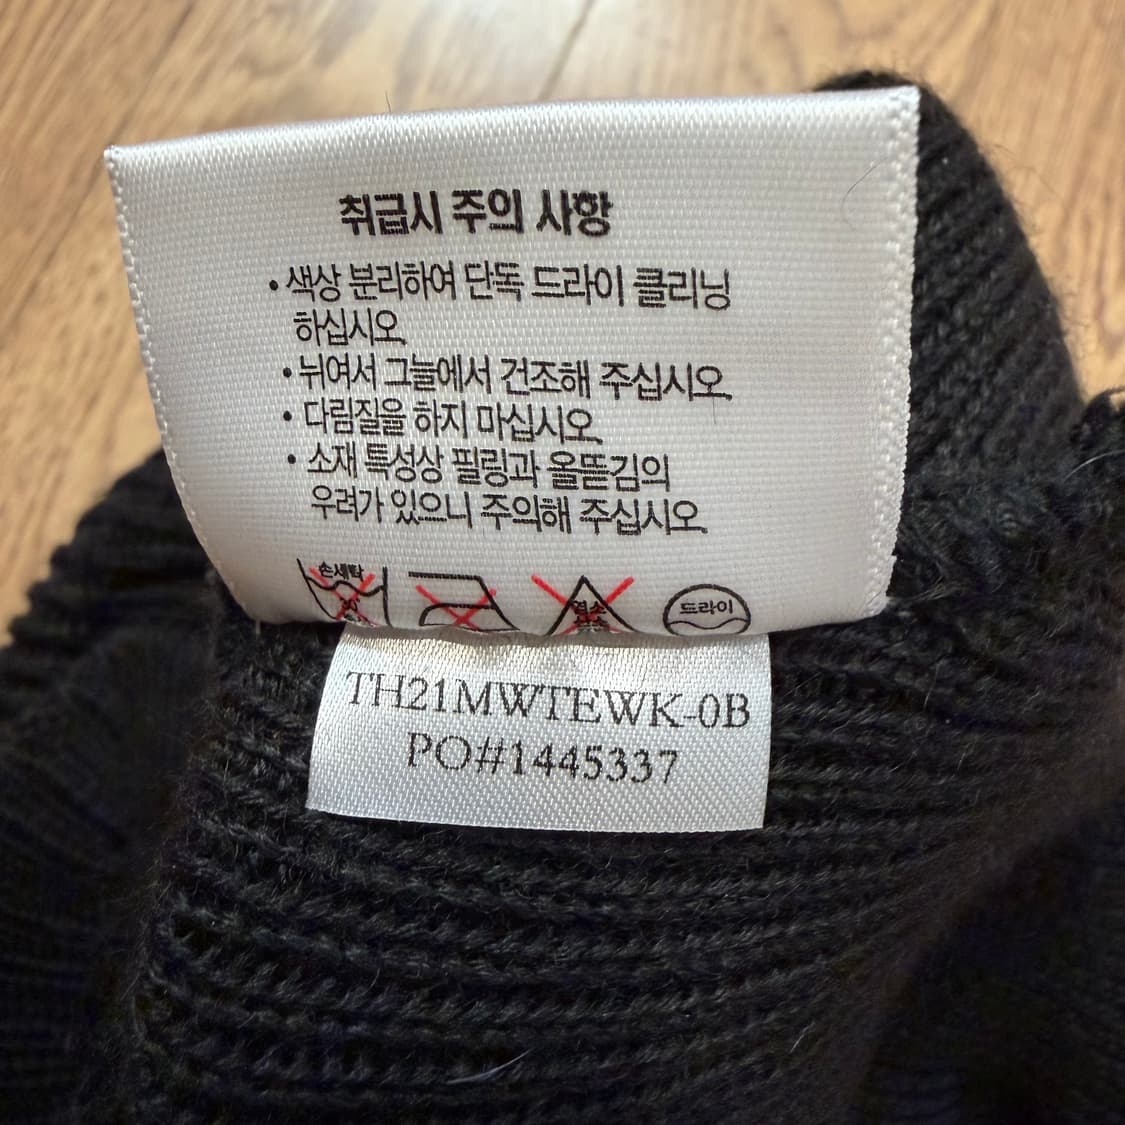 취급시 주의 사항
• 색상 분리하여 단독 드라이 클리닝
하십시오.
• 뉘여서 그늘에서 건조해 주십시오.
• 다림질을 하지 마십시오.
• 소재 특성상 필링과 올뜯김의
우려가 있으니 주의해 주십시오.
손세탁
30°
염소
드라이
TH21MWTEWK-0B
PO#1445337